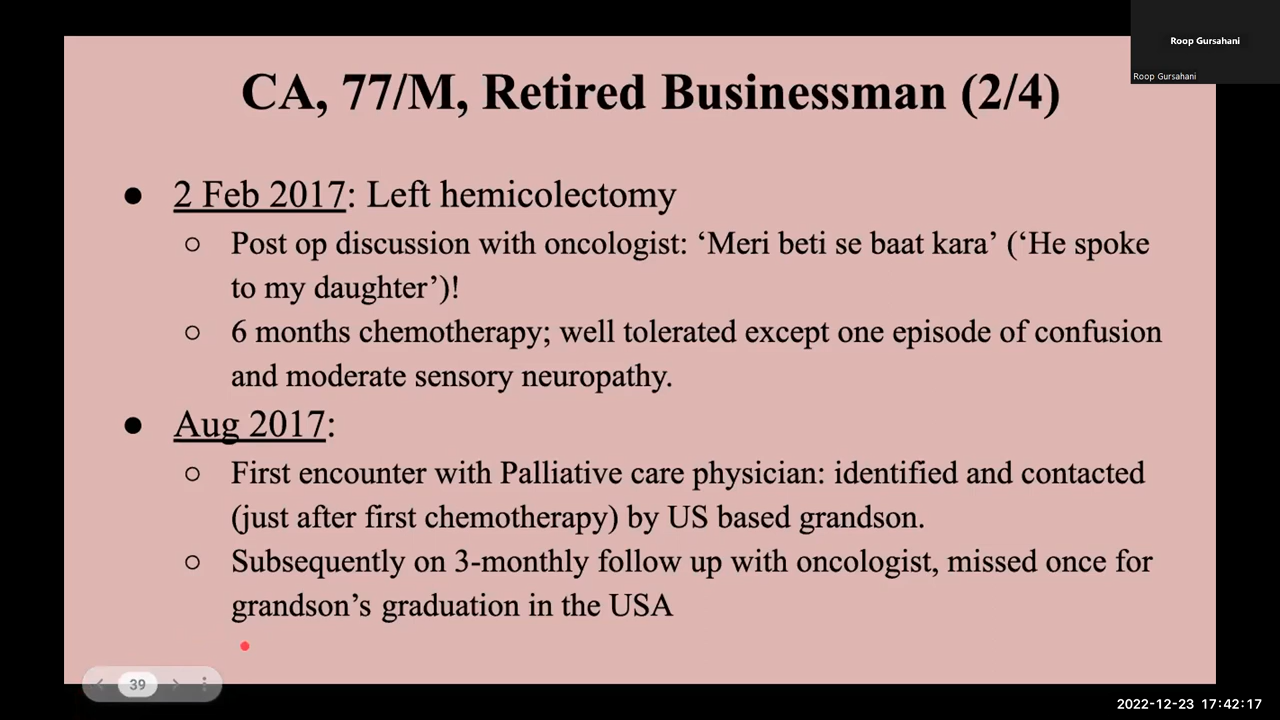 Roop Gursahani
Roop Gursahani
CA, 77/M, Retired Businessman (2/4)
● 2 Feb 2017: Left hemicolectomy
○ Post op discussion with oncologist: ‘Meri beti se baat kara’ (‘He spoke
to my daughter’)!
○ 6 months chemotherapy; well tolerated except one episode of confusion
and moderate sensory neuropathy.
● Aug 2017:
○ First encounter with Palliative care physician: identified and contacted
(just after first chemotherapy) by US based grandson.
○ Subsequently on 3-monthly follow up with oncologist, missed once for
grandson’s graduation in the USA
39
2022-12-23 17:42:17